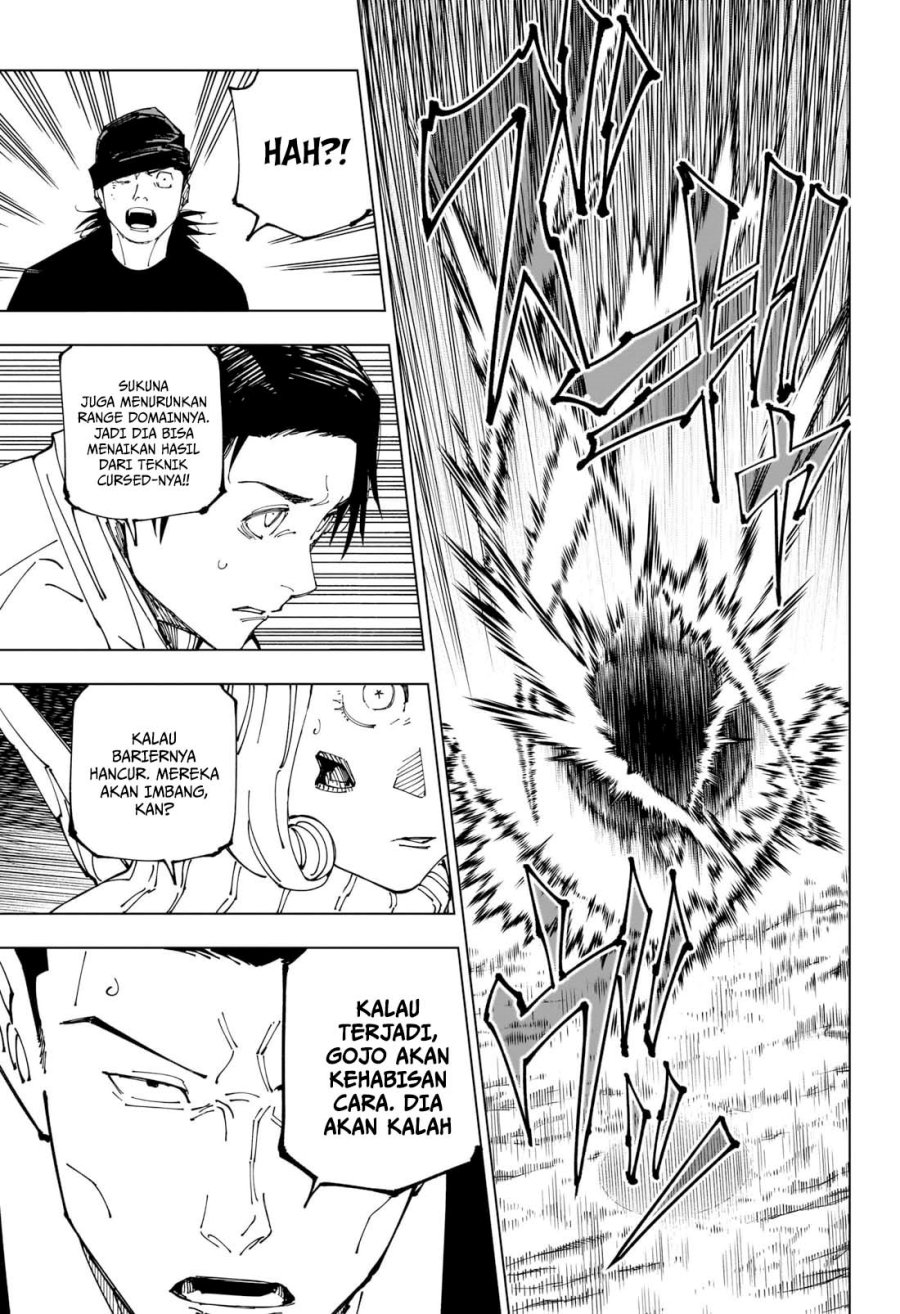 HAH?!
SUKUNA
JUGA MENURUNKAN
RANGE DOMAINNYA.
JADI DIA BISA
MENAIKAN HASIL
DARI TEKNIK
CURSED-NYA!!
KALAU
BARIERNYA
HANCUR. MEREKA
AKAN IMBANG,
KAN?
KALAU
TERJADI,
GOJO AKAN
KEHABISAN
CARA. DIA
AKAN KALAH